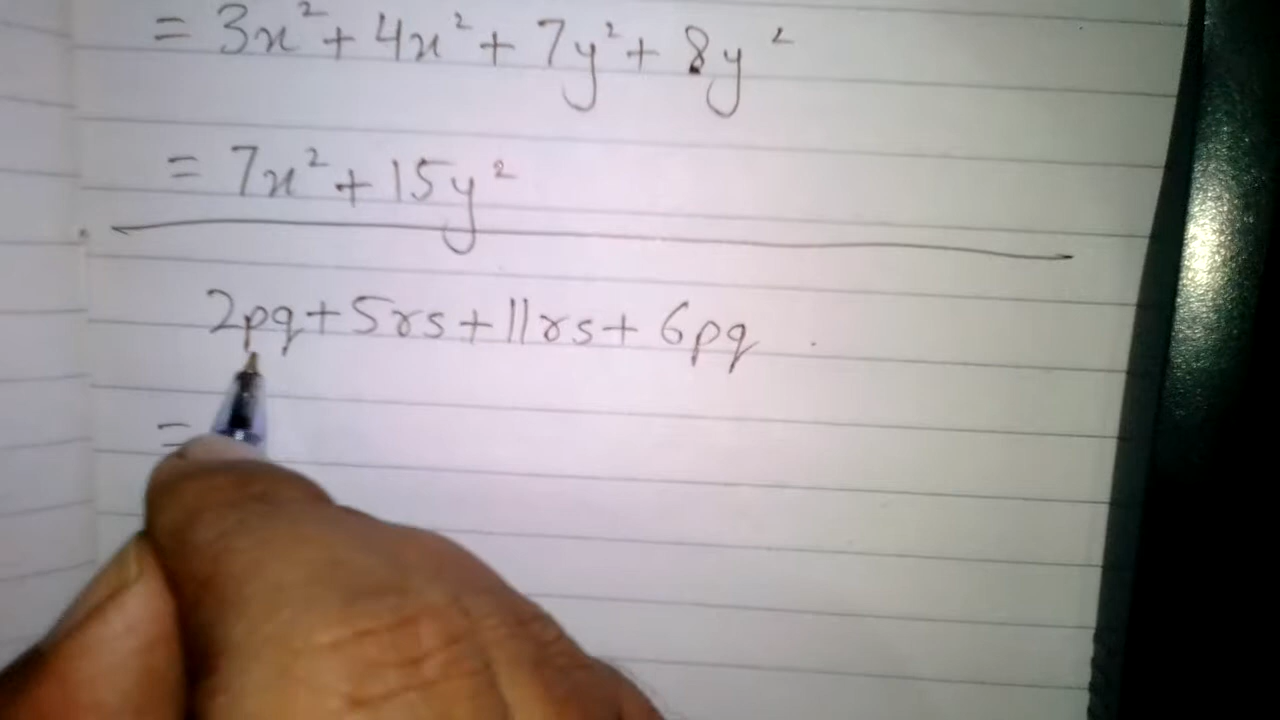 = 3x² + 4x² + 7y² + 8y²
= 7x² + 15y²
2pq + 5rs + 11rs + 6pq
=